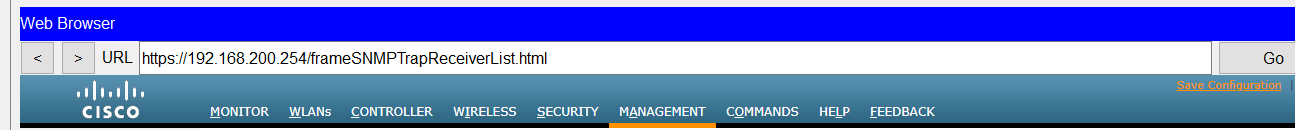 Web Browser
< > URL https://192.168.200.254/frameSNMPTrapReceiverList.html Go
Save Configuration |
CISCO MONITOR WLANs CONTROLLER WIRELESS SECURITY MANAGEMENT COMMANDS HELP FEEDBACK